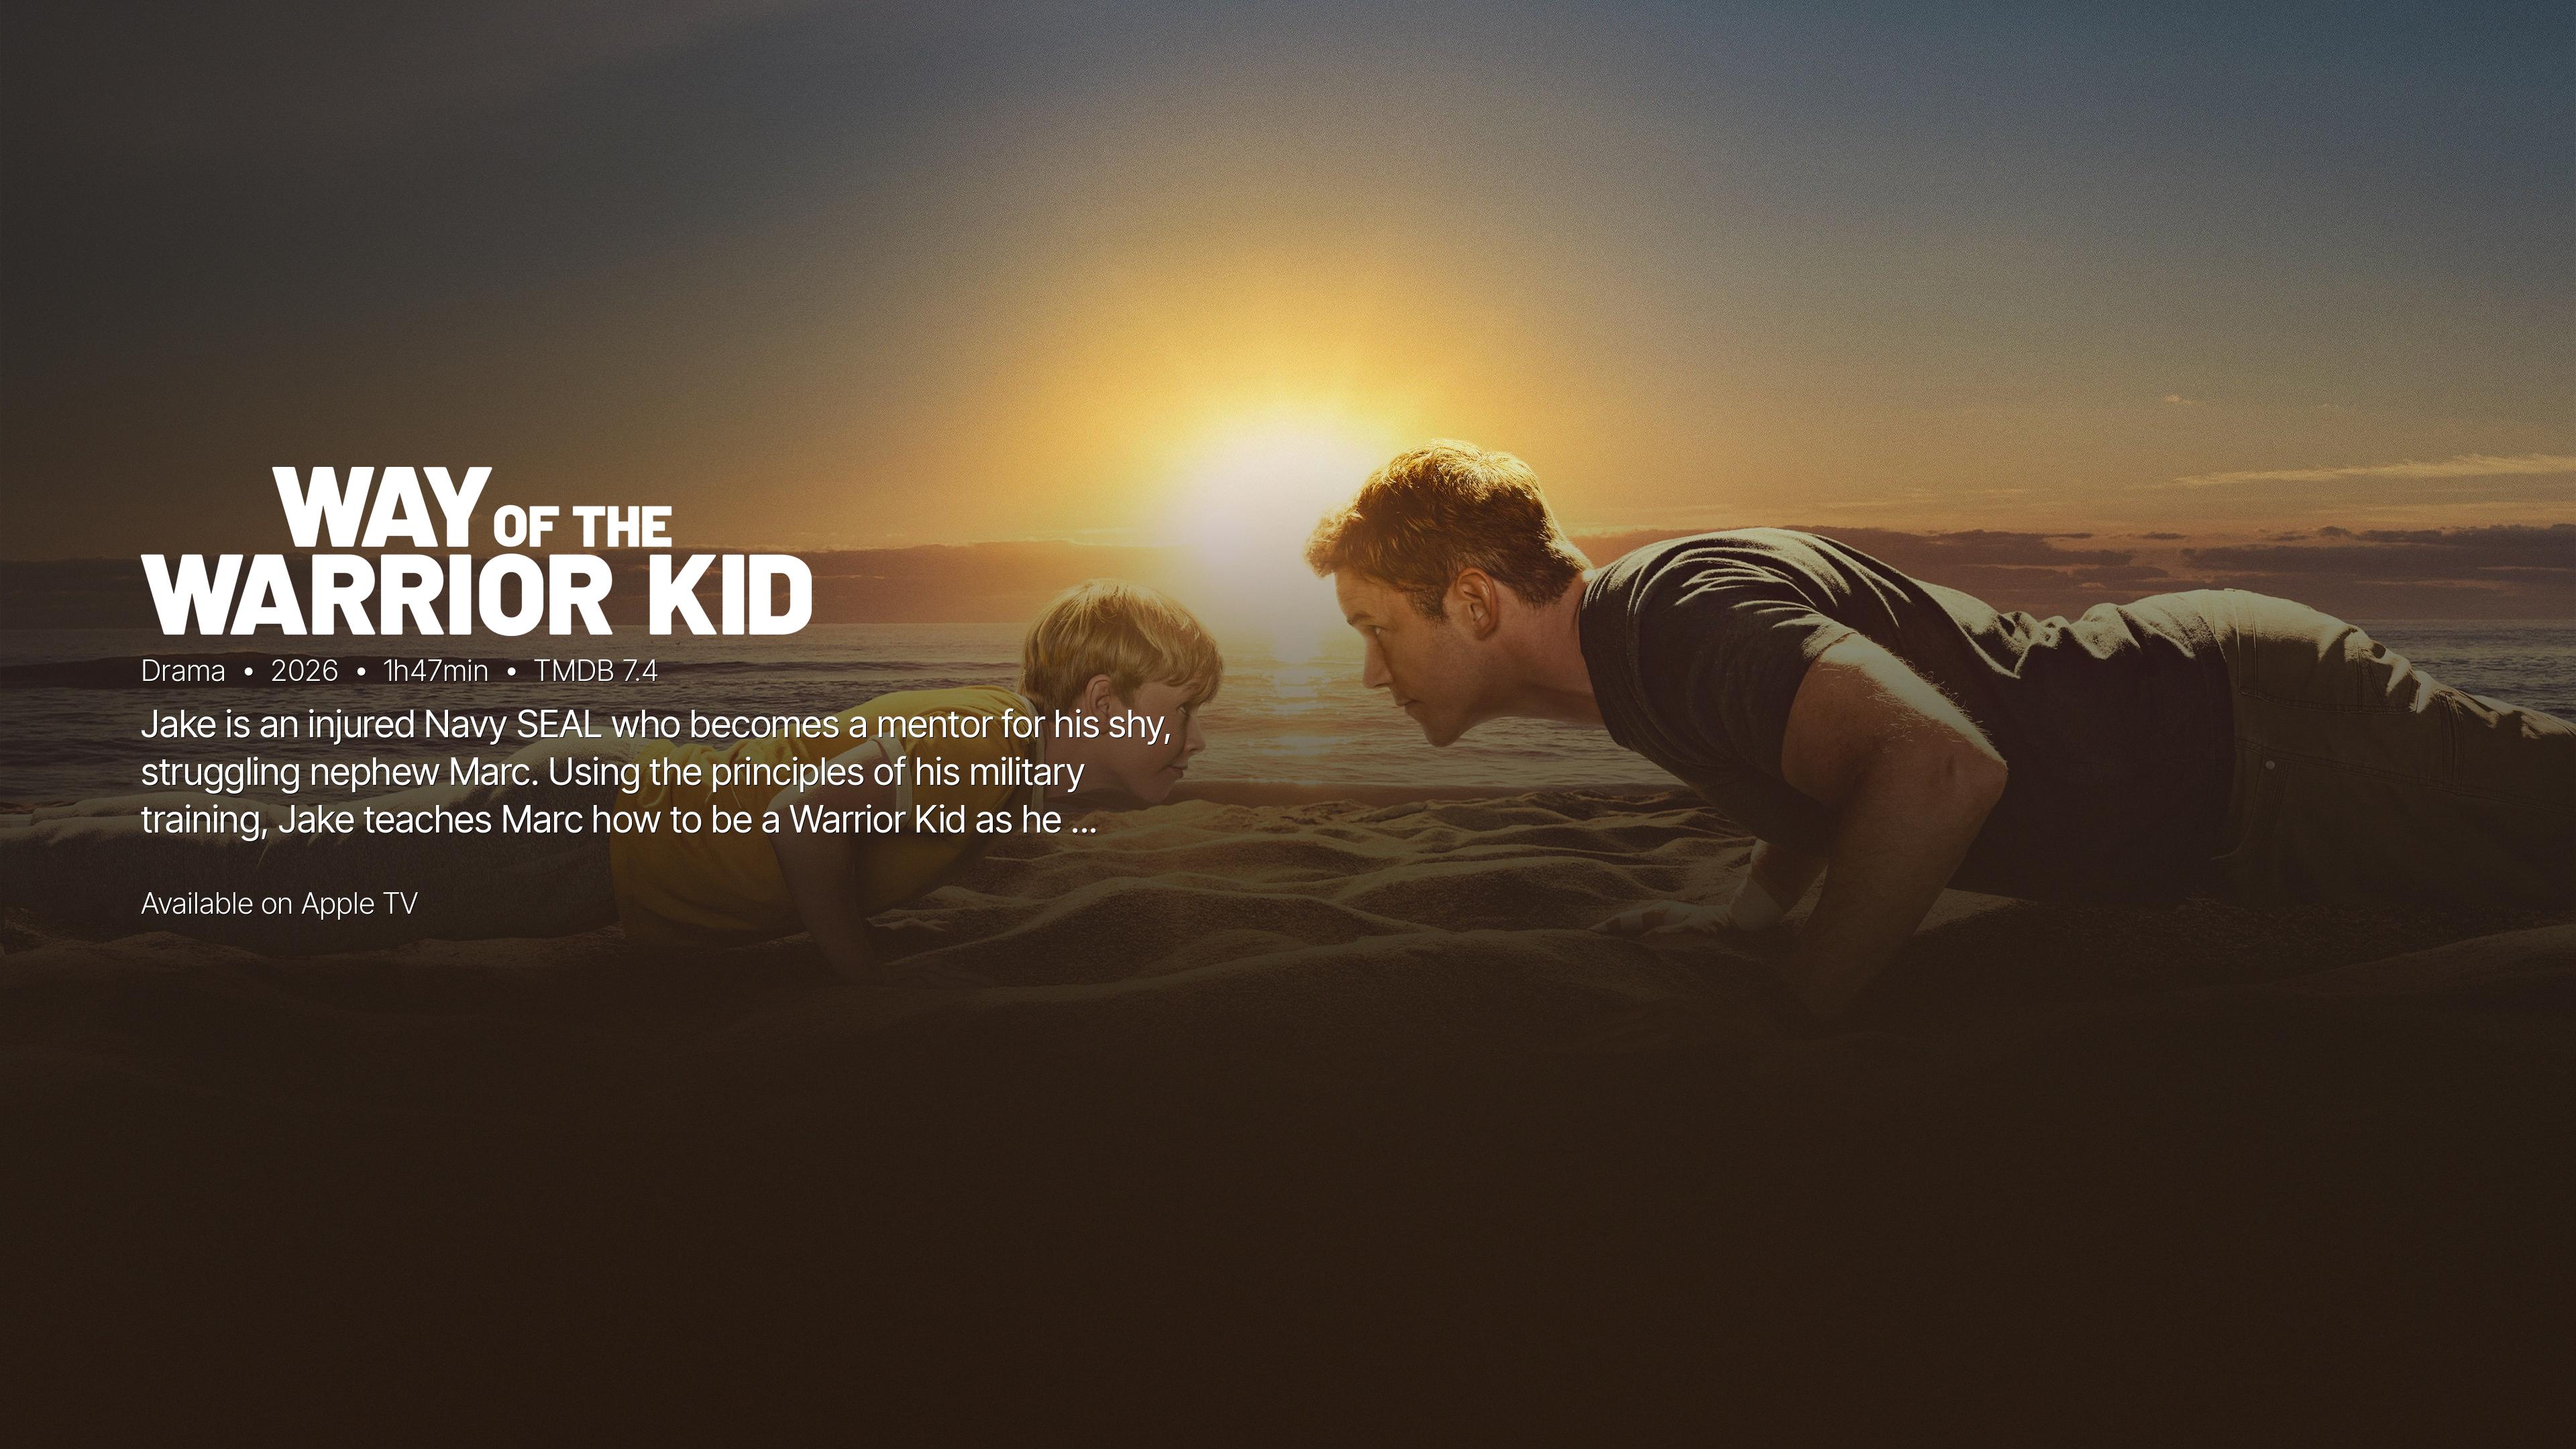 WAY OF THE
WARRIOR KID
Drama • 2026 • 1h47min • TMDB 7.4
Jake is an injured Navy SEAL who becomes a mentor for his shy,
struggling nephew Marc. Using the principles of his military
training, Jake teaches Marc how to be a Warrior Kid as he ...
Available on Apple TV